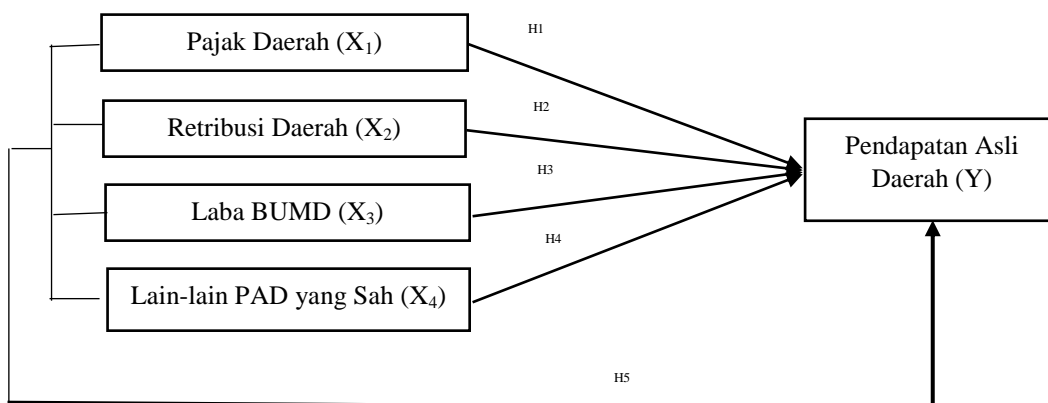 H1
Pajak Daerah (X₁)
H2
Retribusi Daerah (X₂)
Pendapatan Asli
Daerah (Y)
H3
Laba BUMD (X₃)
H4
Lain-lain PAD yang Sah (X₄)
H5